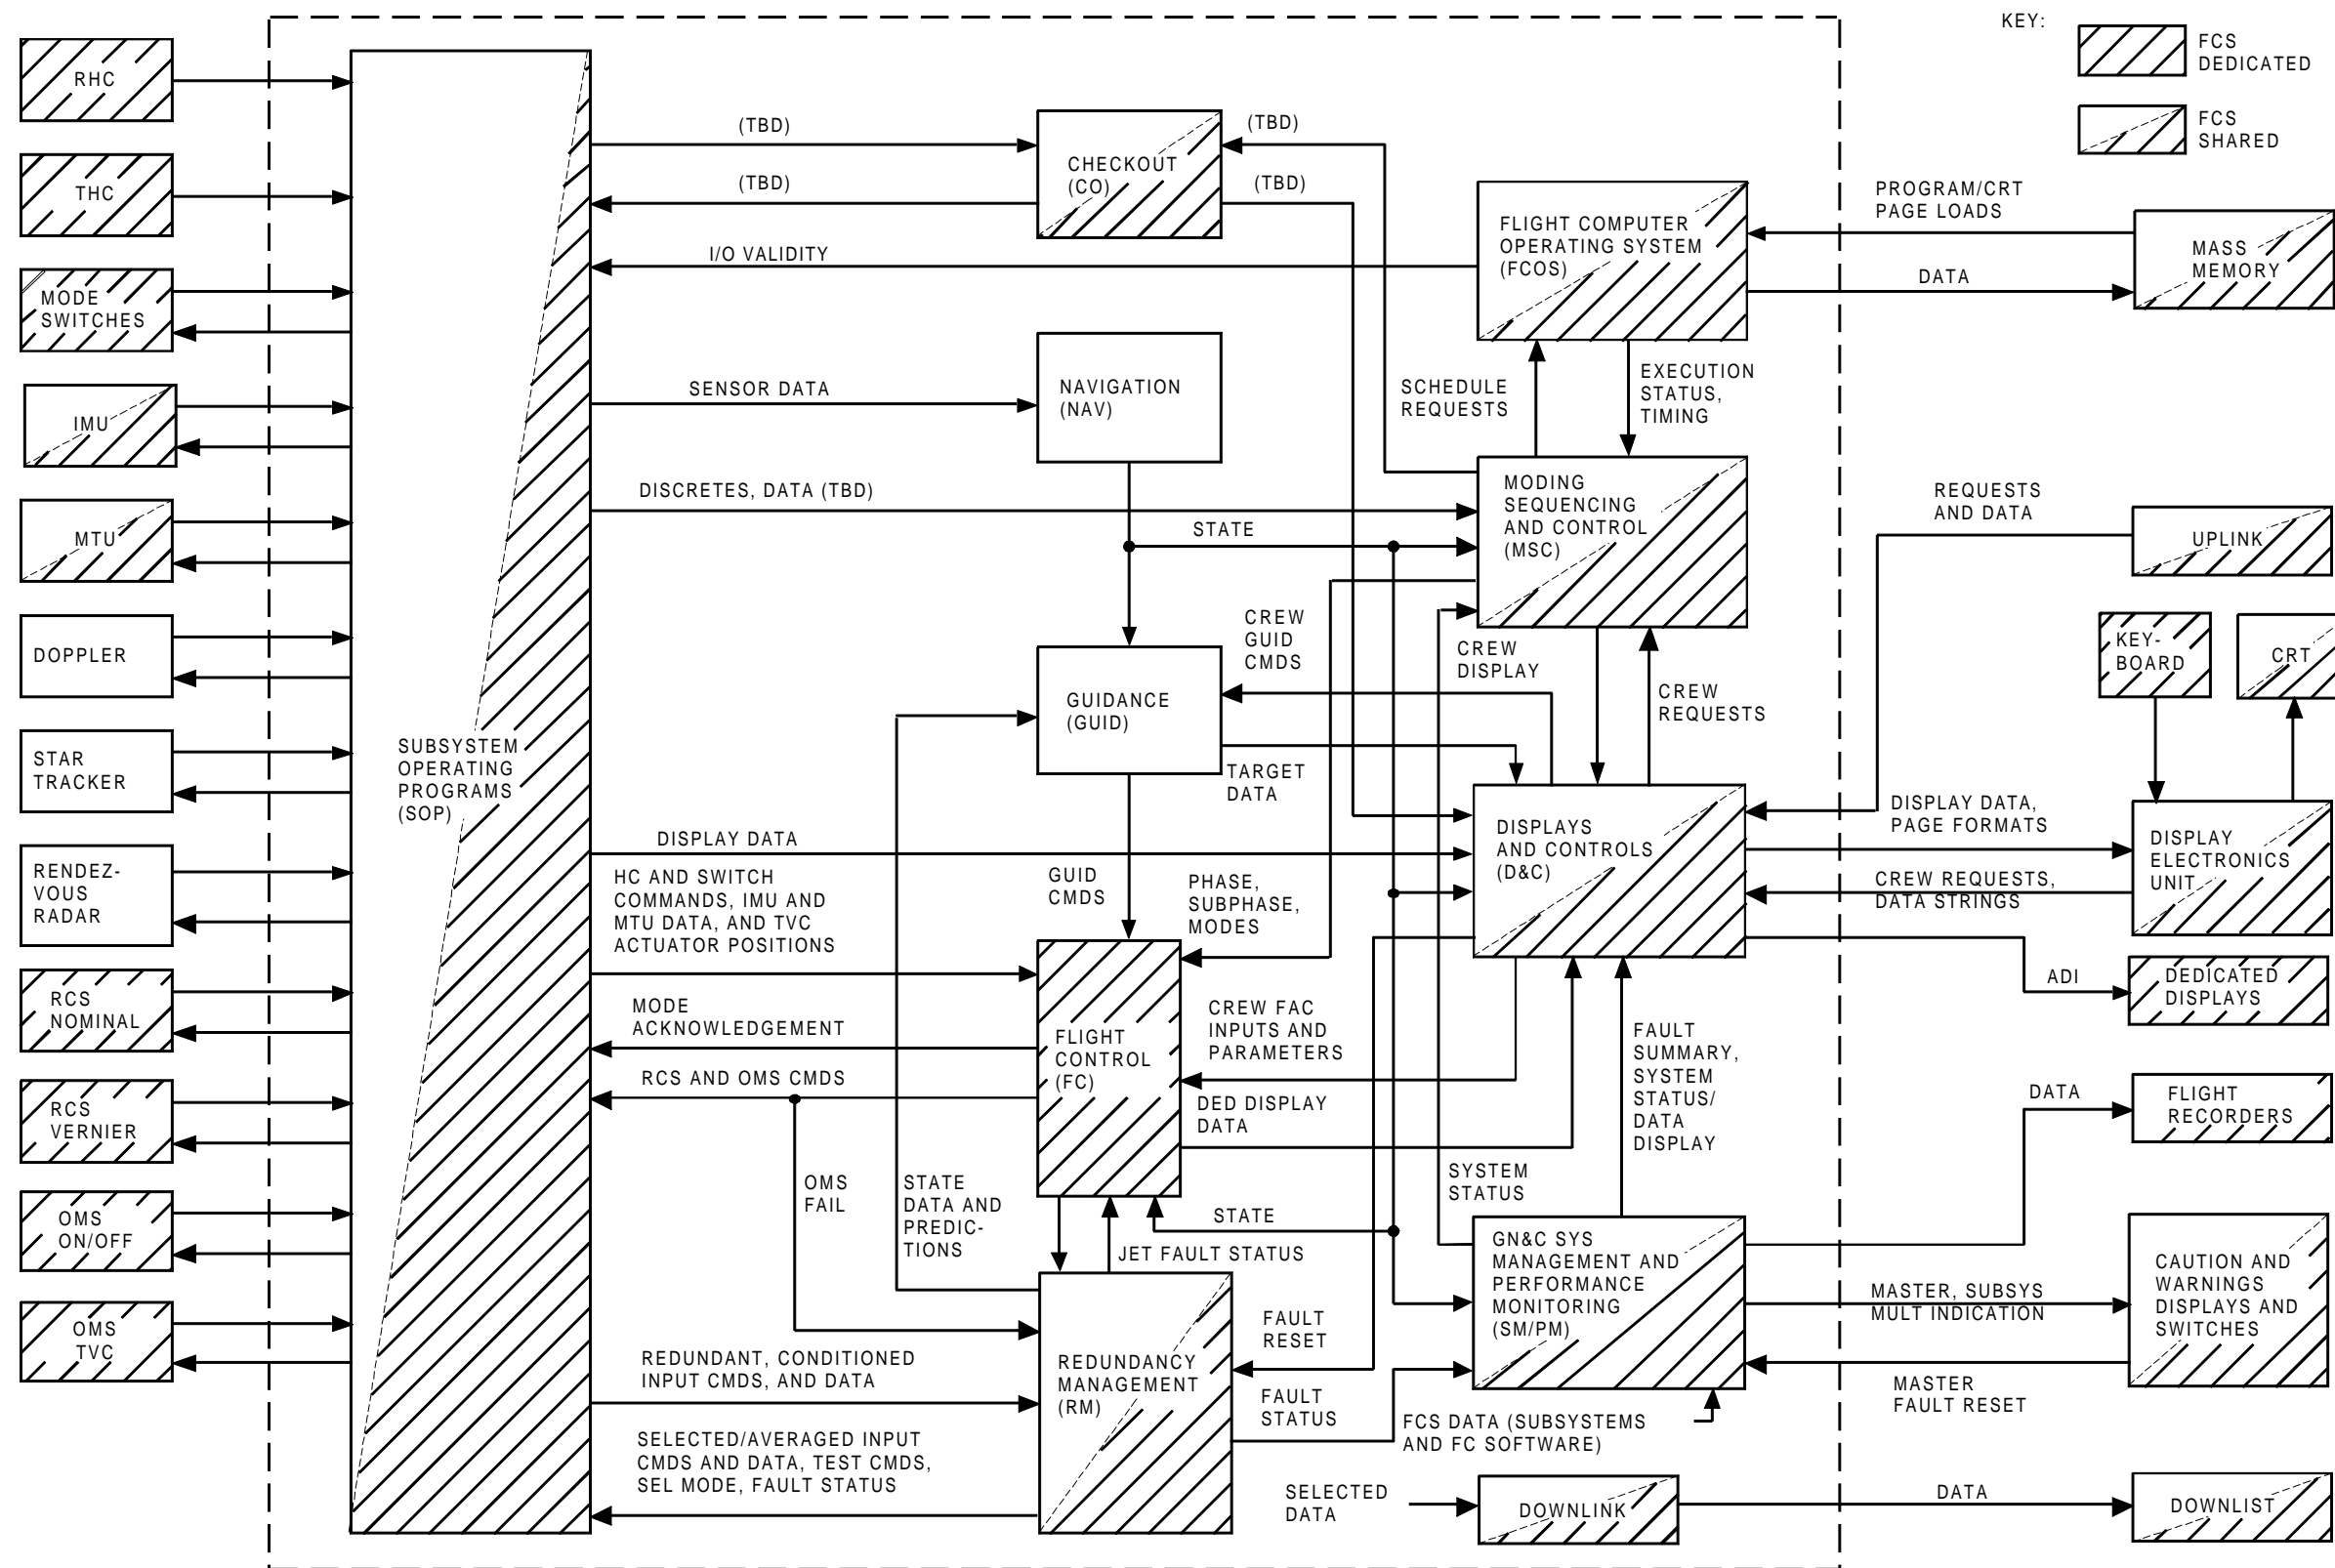 KEY:
FCS
DEDICATED
FCS
SHARED
RHC
THC
MODE
SWITCHES
IMU
MTU
DOPPLER
STAR
TRACKER
RENDEZ-
VOUS
RADAR
RCS
NOMINAL
RCS
VERNIER
OMS
ON/OFF
OMS
TVC
SUBSYSTEM
OPERATING
PROGRAMS
(SOP)
(TBD)
(TBD)
I/O VALIDITY
SENSOR DATA
DISCRETES, DATA (TBD)
DISPLAY DATA
HC AND SWITCH
COMMANDS, IMU AND
MTU DATA, AND TVC
ACTUATOR POSITIONS
MODE
ACKNOWLEDGEMENT
RCS AND OMS CMDS
OMS
FAIL
STATE
DATA AND
PREDIC-
TIONS
REDUNDANT, CONDITIONED
INPUT CMDS, AND DATA
SELECTED/AVERAGED INPUT
CMDS AND DATA, TEST CMDS,
SEL MODE, FAULT STATUS
CHECKOUT
(CO)
(TBD)
(TBD)
NAVIGATION
(NAV)
STATE
GUIDANCE
(GUID)
CREW
GUID
CMDS
TARGET
DATA
GUID
CMDS
PHASE,
SUBPHASE,
MODES
FLIGHT
CONTROL
(FC)
CREW FAC
INPUTS AND
PARAMETERS
DED DISPLAY
DATA
STATE
JET FAULT STATUS
REDUNDANCY
MANAGEMENT
(RM)
FAULT
RESET
FAULT
STATUS
FLIGHT COMPUTER
OPERATING SYSTEM
(FCOS)
SCHEDULE
REQUESTS
EXECUTION
STATUS,
TIMING
MODING
SEQUENCING
AND CONTROL
(MSC)
CREW
DISPLAY
CREW
REQUESTS
DISPLAYS
AND CONTROLS
(D&C)
FAULT
SUMMARY,
SYSTEM
STATUS/
DATA
DISPLAY
SYSTEM
STATUS
GN&C SYS
MANAGEMENT AND
PERFORMANCE
MONITORING
(SM/PM)
FCS DATA (SUBSYSTEMS
AND FC SOFTWARE)
SELECTED
DATA
DOWNLINK
PROGRAM/CRT
PAGE LOADS
DATA
MASS
MEMORY
REQUESTS
AND DATA
UPLINK
KEY-
BOARD
CRT
DISPLAY DATA,
PAGE FORMATS
CREW REQUESTS,
DATA STRINGS
DISPLAY
ELECTRONICS
UNIT
ADI
DEDICATED
DISPLAYS
DATA
FLIGHT
RECORDERS
MASTER, SUBSYS
MULT INDICATION
CAUTION AND
WARNINGS
DISPLAYS AND
SWITCHES
MASTER
FAULT RESET
DATA
DOWNLIST